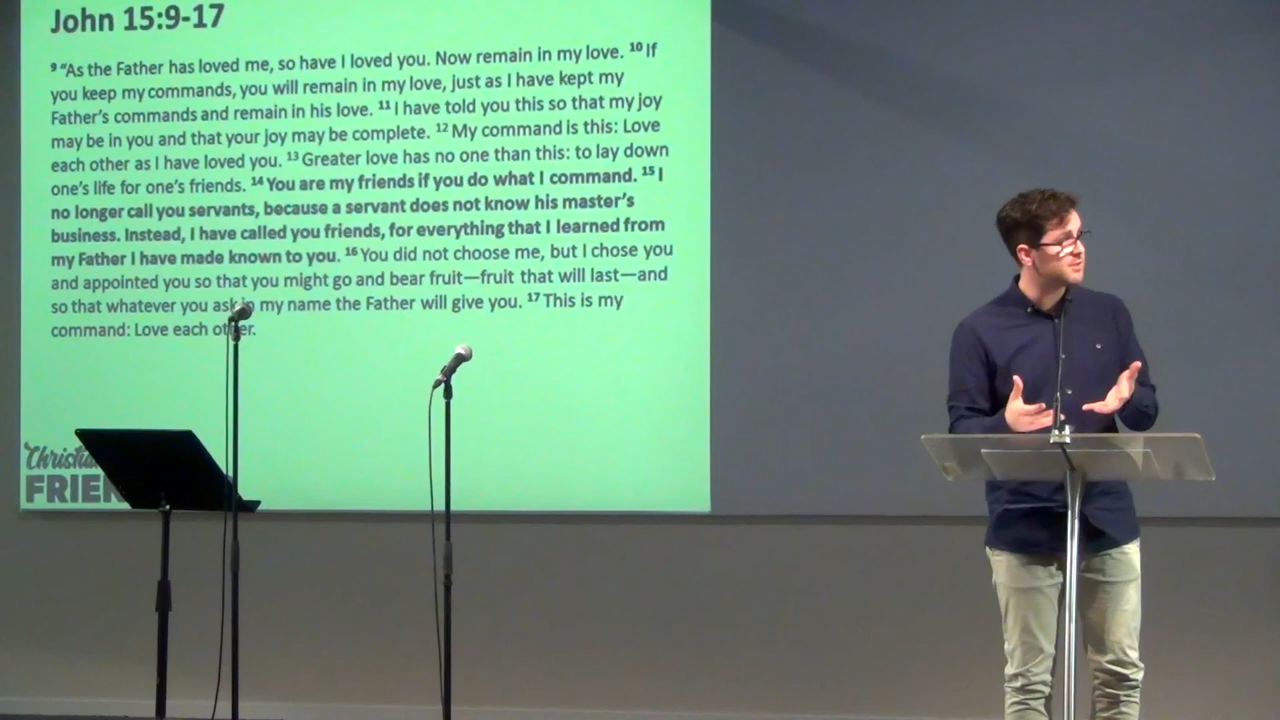 John 15:9-17
⁹ “As the Father has loved me, so have I loved you. Now remain in my love. ¹⁰ If
you keep my commands, you will remain in my love, just as I have kept my
Father’s commands and remain in his love. ¹¹ I have told you this so that my joy
may be in you and that your joy may be complete. ¹² My command is this: Love
each other as I have loved you. ¹³ Greater love has no one than this: to lay down
one’s life for one’s friends. ¹⁴ You are my friends if you do what I command. ¹⁵ I
no longer call you servants, because a servant does not know his master’s
business. Instead, I have called you friends, for everything that I learned from
my Father I have made known to you. ¹⁶ You did not choose me, but I chose you
and appointed you so that you might go and bear fruit—fruit that will last—and
so that whatever you ask in my name the Father will give you. ¹⁷ This is my
command: Love each other.